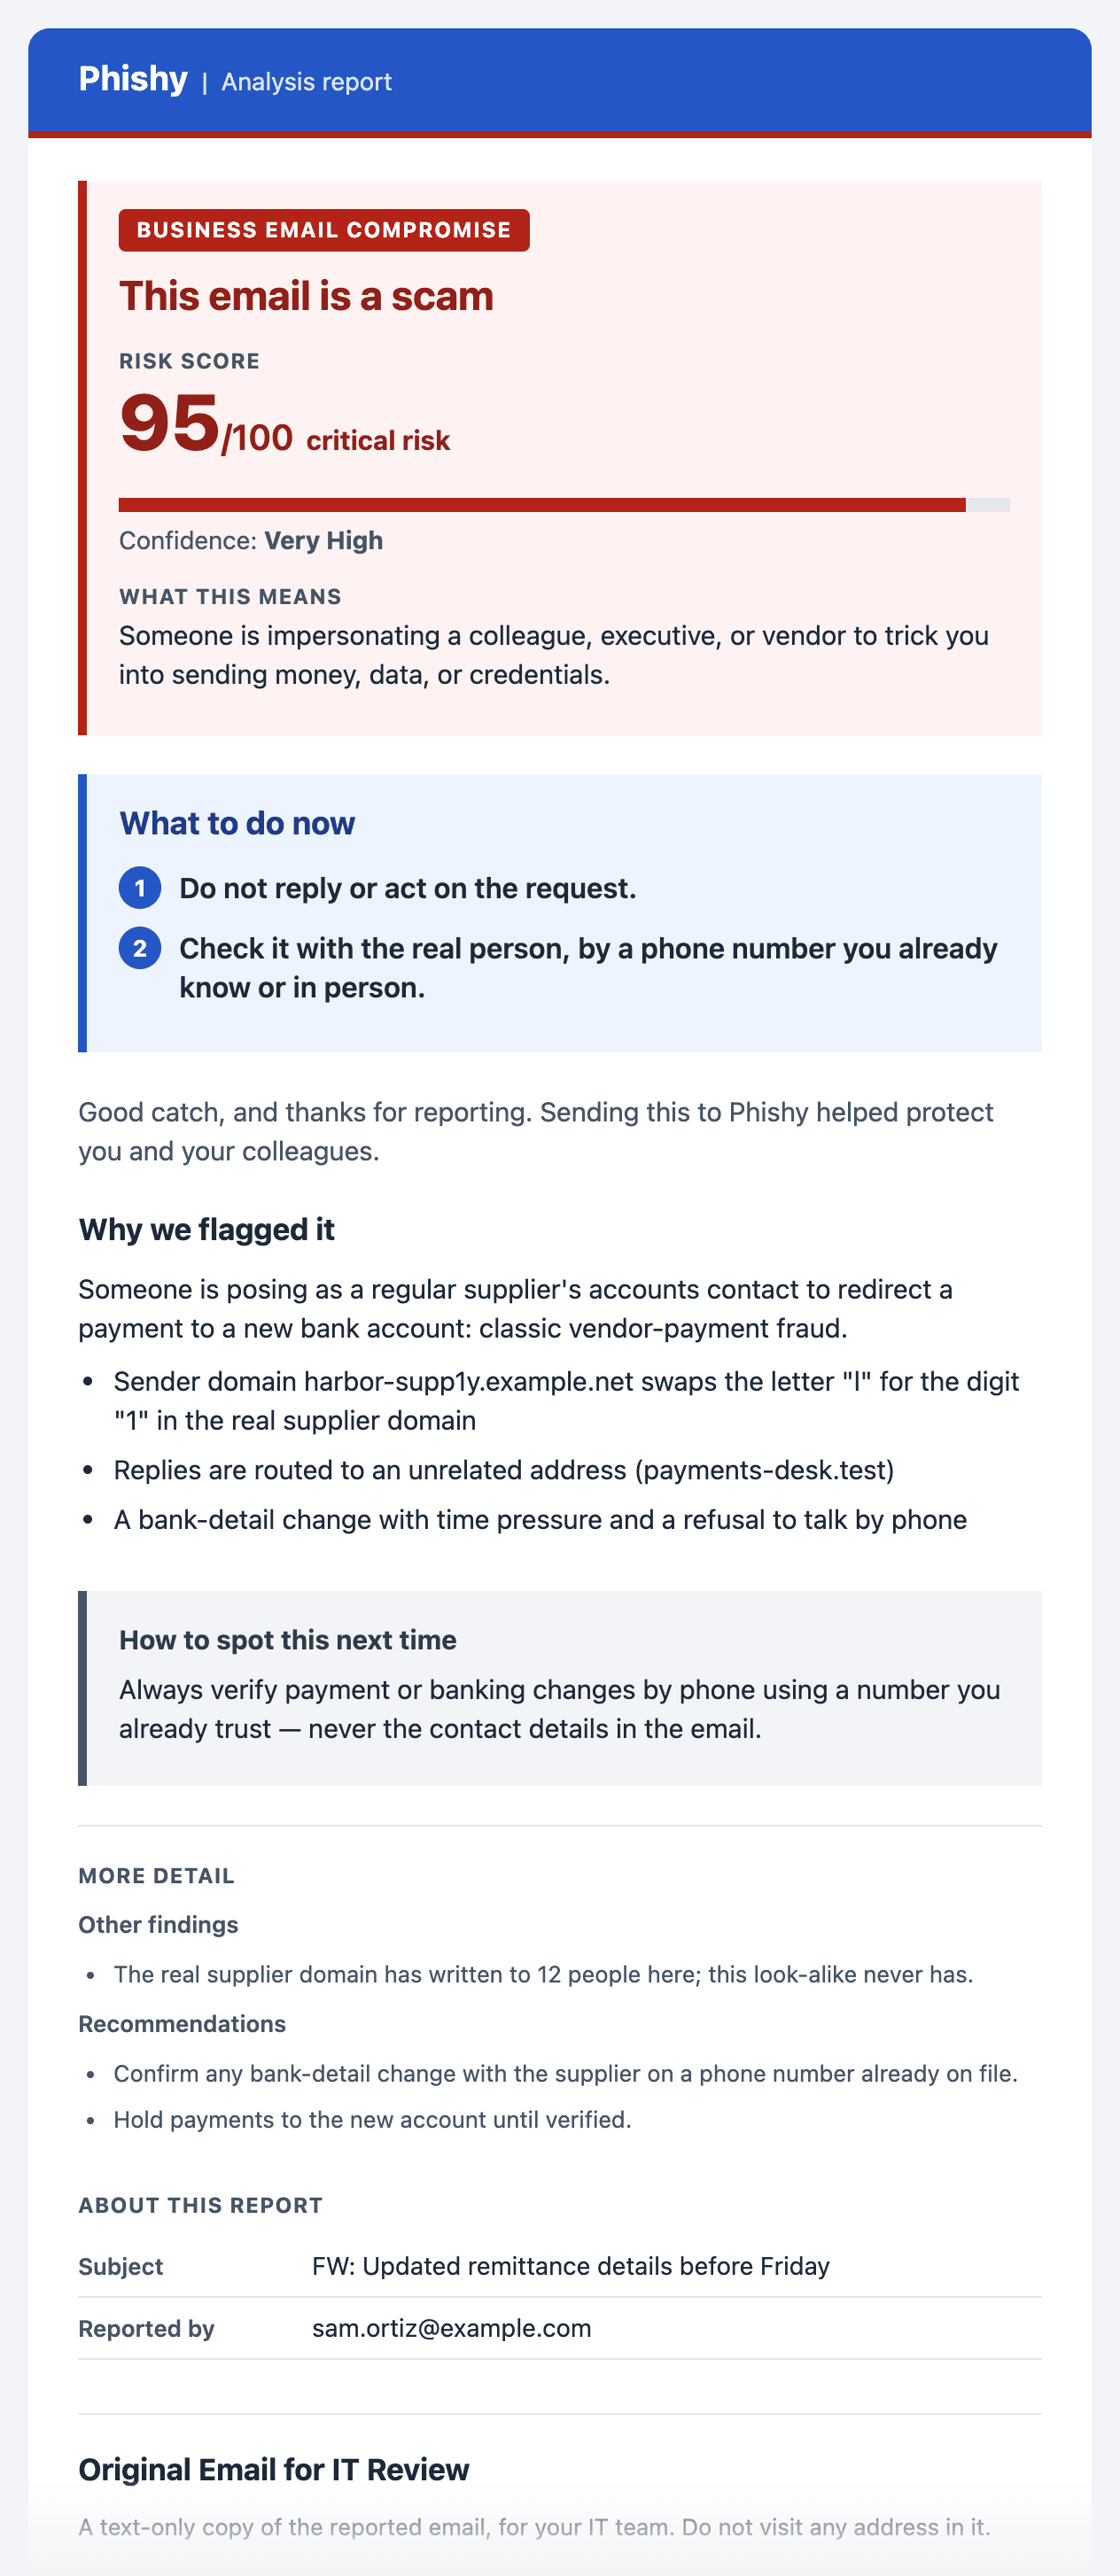 Phishy | Analysis report
BUSINESS EMAIL COMPROMISE
This email is a scam
RISK SCORE
95/100 critical risk
Confidence: Very High
WHAT THIS MEANS
Someone is impersonating a colleague, executive, or vendor to trick you
into sending money, data, or credentials.
What to do now
1 Do not reply or act on the request.
2 Check it with the real person, by a phone number you already
know or in person.
Good catch, and thanks for reporting. Sending this to Phishy helped protect
you and your colleagues.
Why we flagged it
Someone is posing as a regular supplier's accounts contact to redirect a
payment to a new bank account: classic vendor-payment fraud.
• Sender domain harbor-supp1y.example.net swaps the letter "l" for the digit
"1" in the real supplier domain
• Replies are routed to an unrelated address (payments-desk.test)
• A bank-detail change with time pressure and a refusal to talk by phone
How to spot this next time
Always verify payment or banking changes by phone using a number you
already trust — never the contact details in the email.
MORE DETAIL
Other findings
• The real supplier domain has written to 12 people here; this look-alike never has.
Recommendations
• Confirm any bank-detail change with the supplier on a phone number already on file.
• Hold payments to the new account until verified.
ABOUT THIS REPORT
Subject FW: Updated remittance details before Friday
Reported by sam.ortiz@example.com
Original Email for IT Review
A text-only copy of the reported email, for your IT team. Do not visit any address in it.